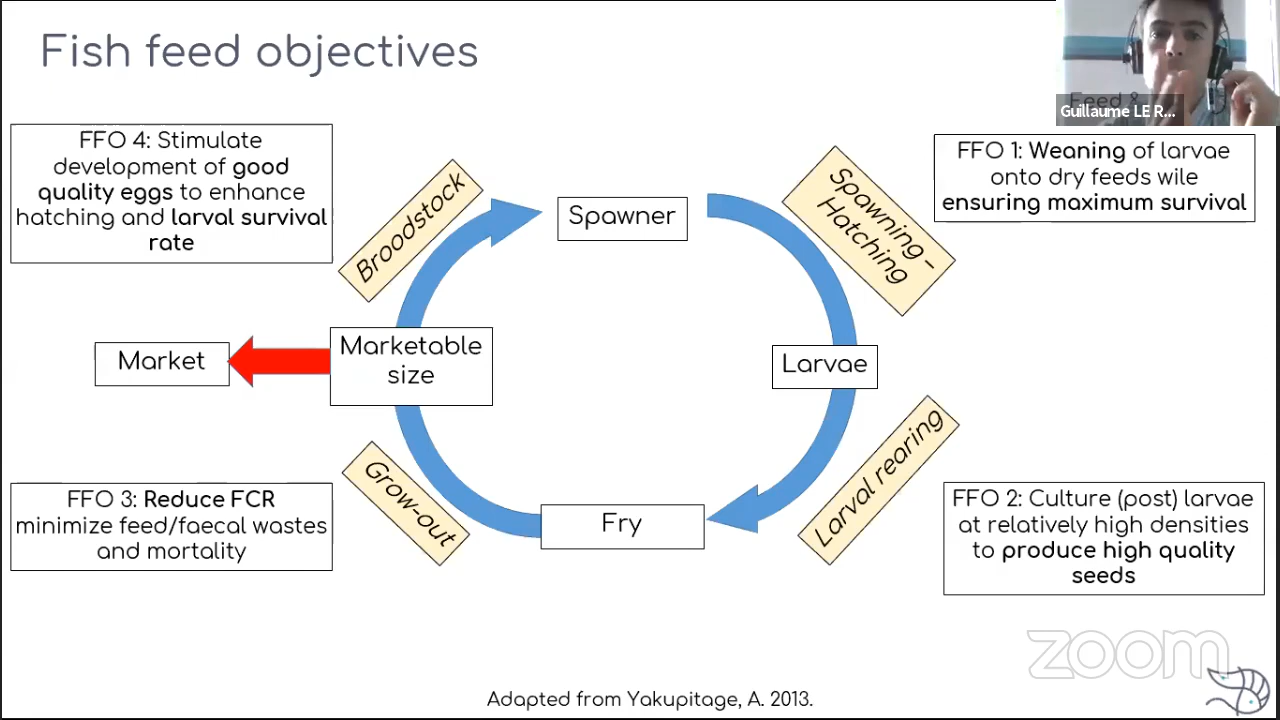 Fish feed objectives
Guillaume LE R...
FFO 4: Stimulate
development of good
quality eggs to enhance
hatching and larval survival
rate
Broodstock
Spawner
Spawning -
Hatching
FFO 1: Weaning of larvae
onto dry feeds wile
ensuring maximum survival
Market
Marketable
size
Larvae
FFO 3: Reduce FCR
minimize feed/faecal wastes
and mortality
Grow-out
Fry
Larval rearing
FFO 2: Culture (post) larvae
at relatively high densities
to produce high quality
seeds
zoom
Adapted from Yakupitage, A. 2013.